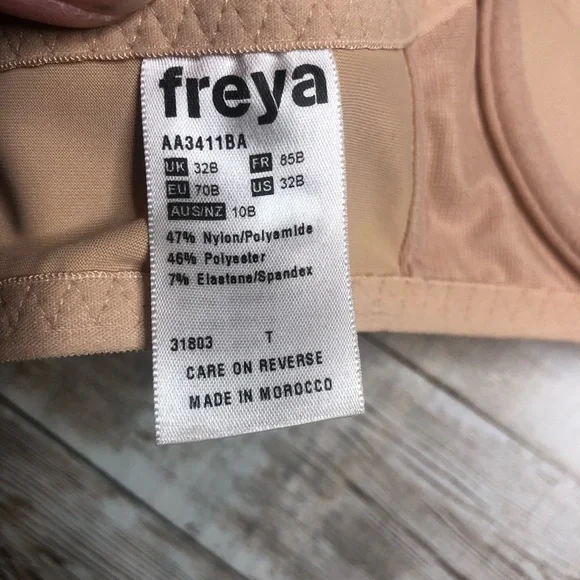 freya
AA3411BA
UK 32B FR 85B
EU 70B US 32B
AUS/NZ 10B
47% Nylon/Polyamide
46% Polyester
7% Elastane/Spandex
31803 T
CARE ON REVERSE
MADE IN MOROCCO